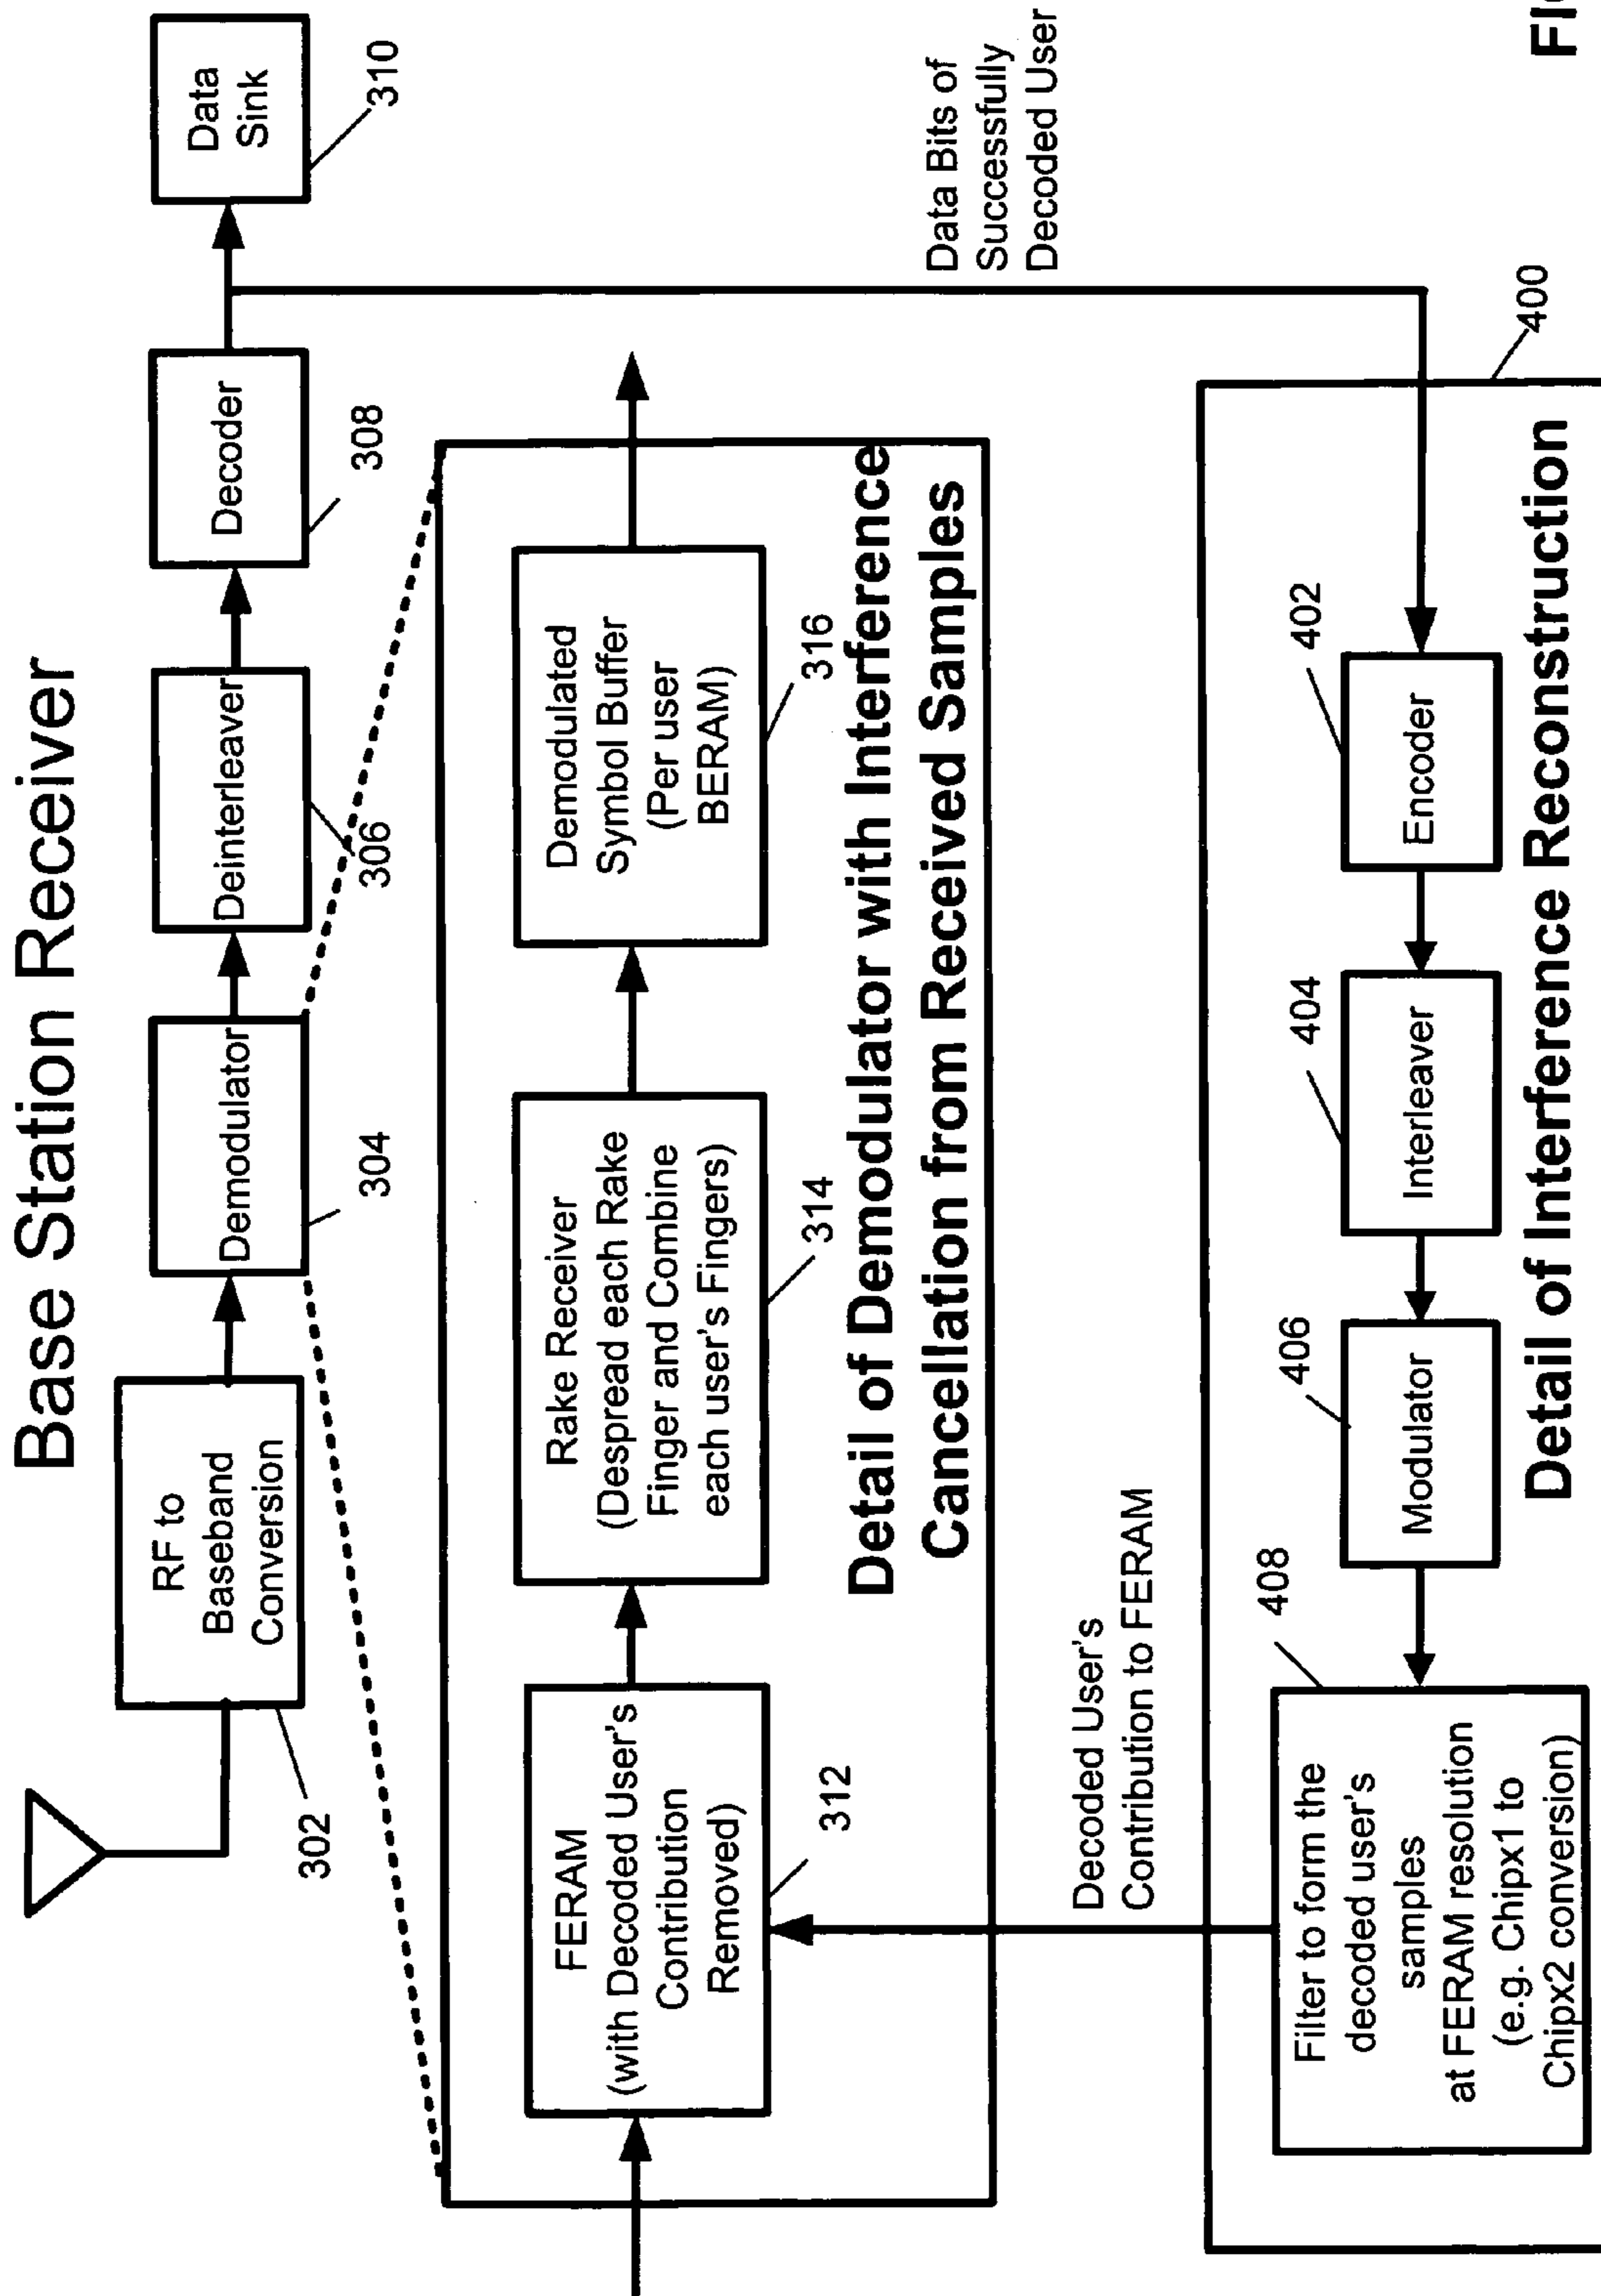 Base Station Receiver
RF to
Baseband
Conversion
302
Demodulator
304
Deinterleaver
306
Decoder
308
Data
Sink
310
FERAM
(with Decoded User's
Contribution
Removed)
312
Rake Receiver
(Despread each Rake
Finger and Combine
each user's Fingers)
314
Demodulated
Symbol Buffer
(Per user
BERAM)
316
Detail of Demodulator with Interference
Cancellation from Received Samples
Decoded User's
Contribution to FERAM
Data Bits of
Successfully
Decoded User
400
Filter to form the
decoded user's
samples
at FERAM resolution
(e.g. Chipx1 to
Chipx2 conversion)
408
Modulator
406
Interleaver
404
Encoder
402
Detail of Interference Reconstruction